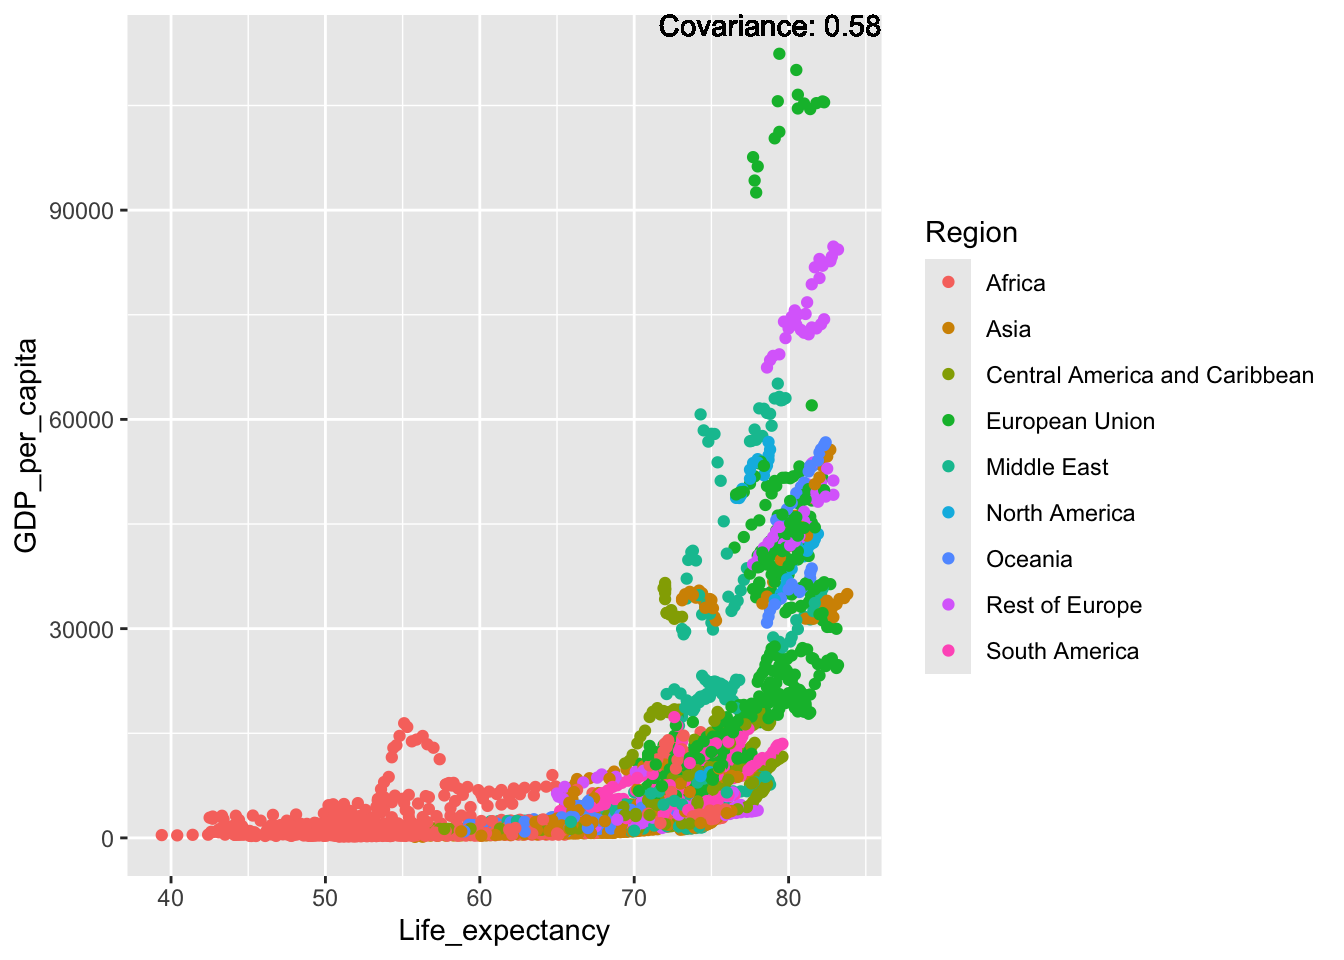 Covariance: 0.58
GDP_per_capita
90000
60000
30000
0
40 50 60 70 80
Life_expectancy
Region
Africa
Asia
Central America and Caribbean
European Union
Middle East
North America
Oceania
Rest of Europe
South America